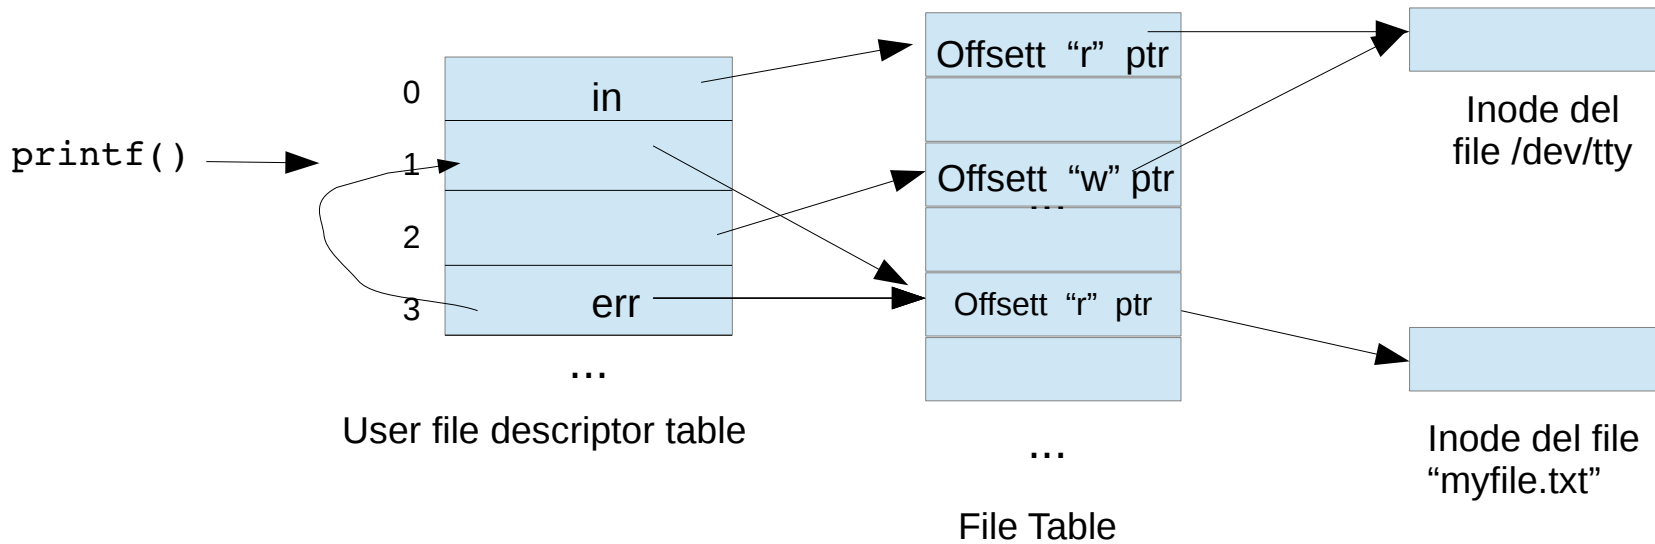 printf()
0
in
1
2
3
err
...
User file descriptor table
Offsett “r” ptr
Offsett “w” ptr
...
Offsett “r” ptr
...
File Table
Inode del
file /dev/tty
Inode del file
“myfile.txt”